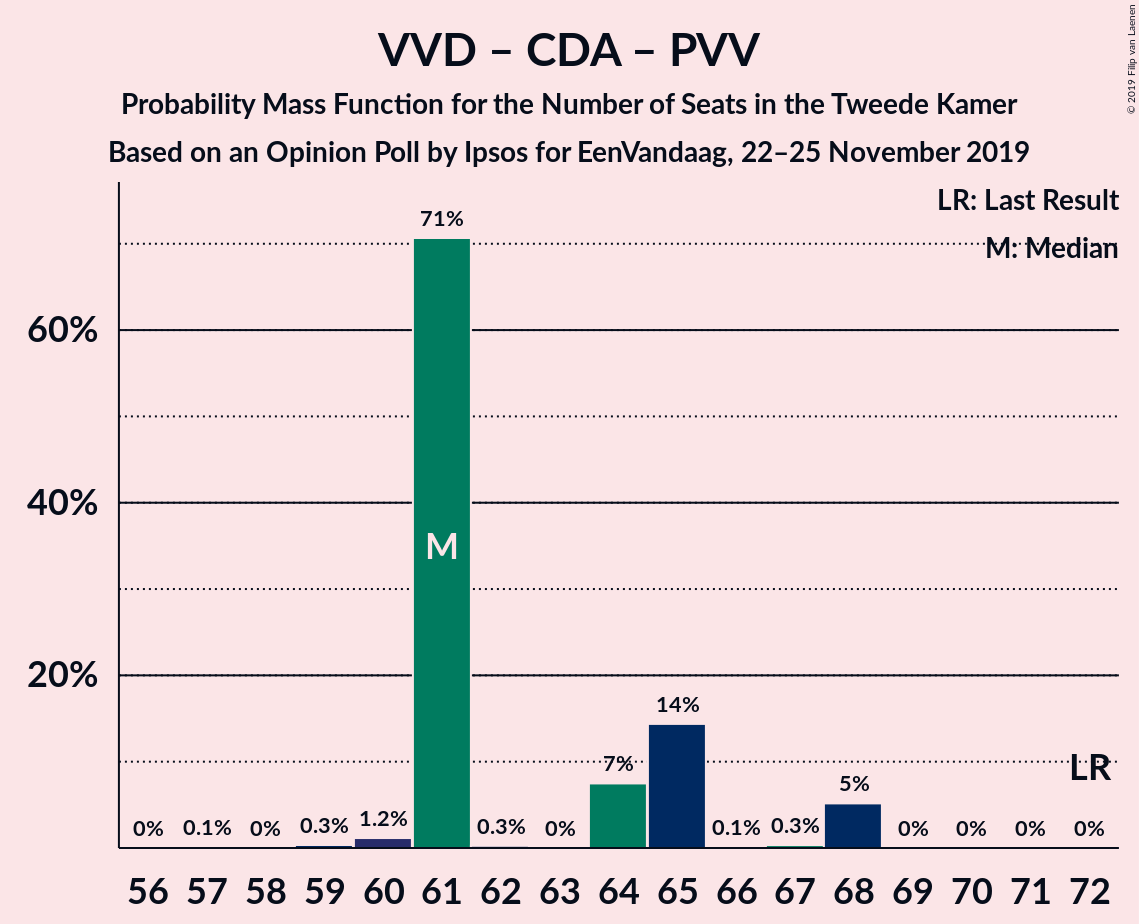 VVD – CDA – PVV
Probability Mass Function for the Number of Seats in the Tweede Kamer
Based on an Opinion Poll by Ipsos for EenVandaag, 22–25 November 2019
© 2019 Filip van Laenen
LR: Last Result
M: Median
60%
40%
20%
0% 0.1% 0% 0.3% 1.2% 71% 0.3% 0% 7% 14% 0.1% 0.3% 5% 0% 0% 0% 0%
M
LR
56 57 58 59 60 61 62 63 64 65 66 67 68 69 70 71 72